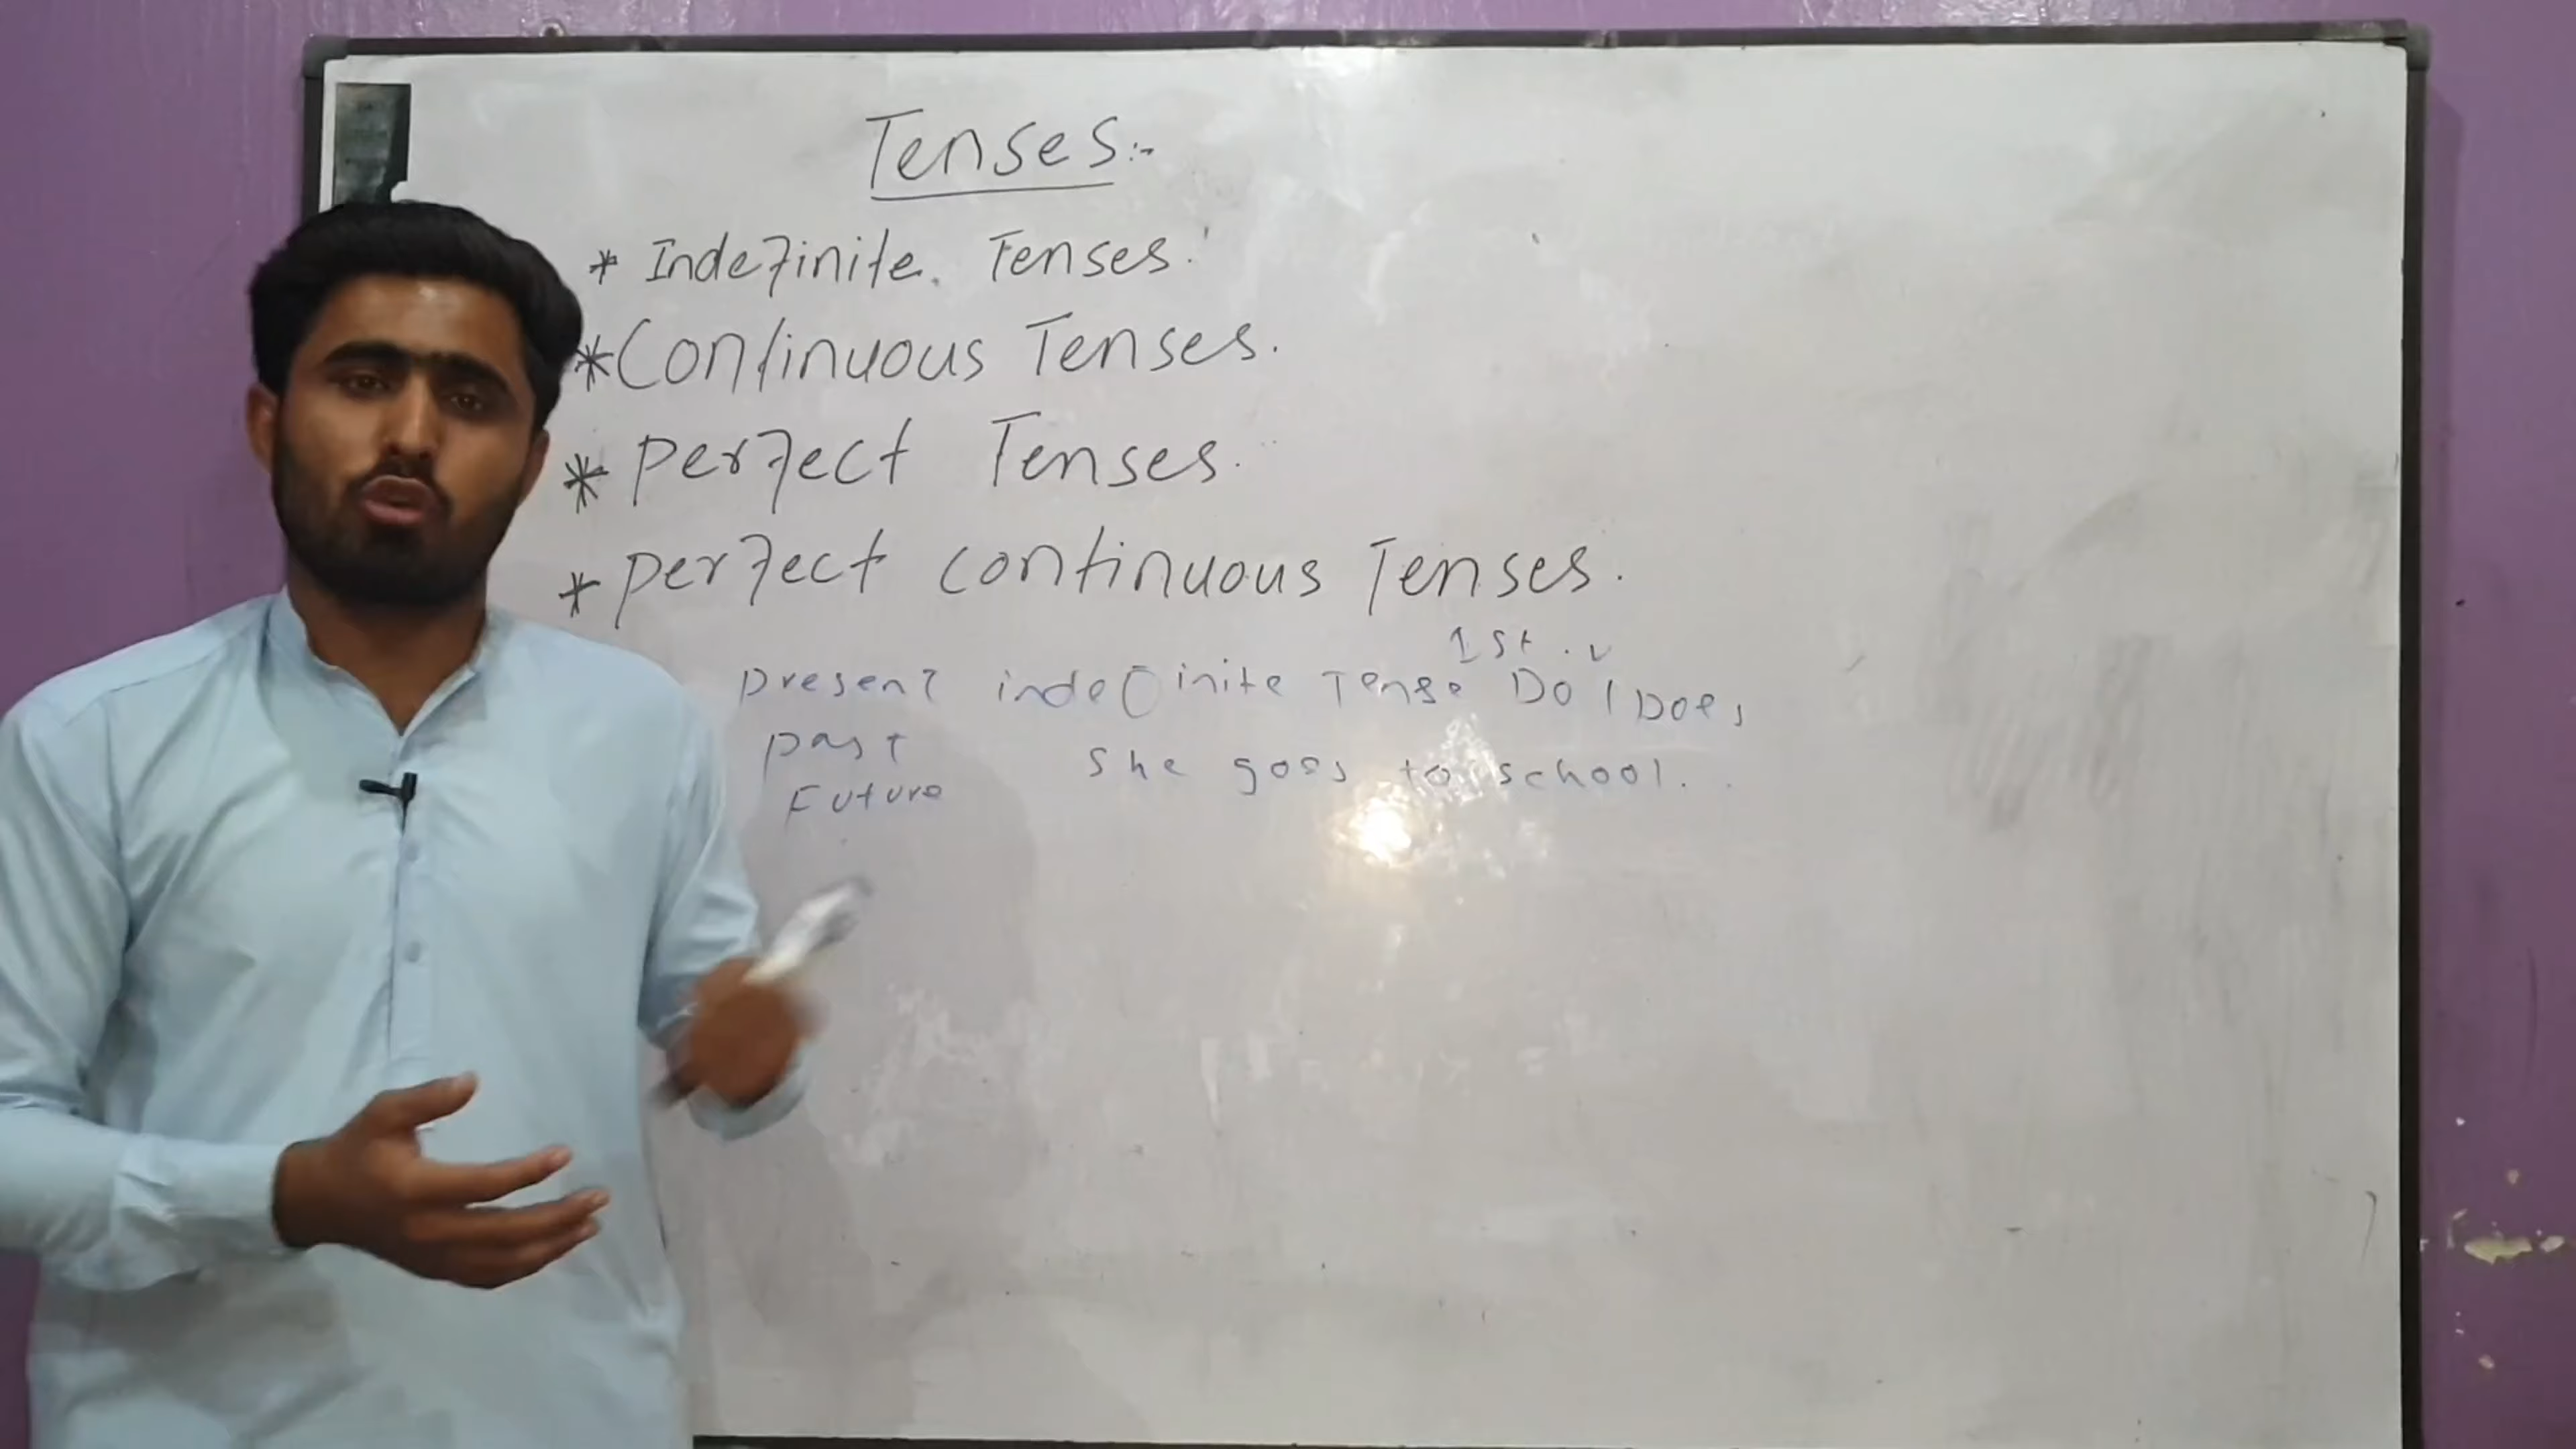 Tenses:-
* Indefinite. Tenses.
* Continuous Tenses.
* perfect Tenses.
* perfect continuous Tenses.
1st . v
present indefinite Tense Do / Does
past
she goes to school.
Future